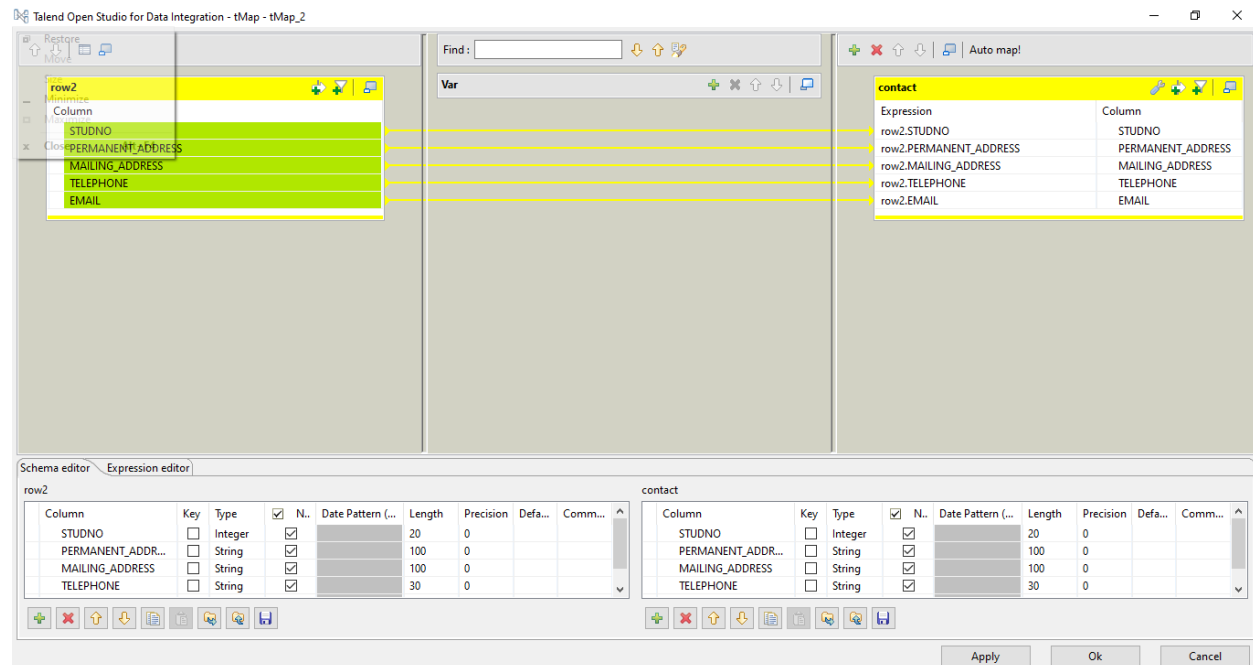 Talend Open Studio for Data Integration - tMap - tMap_2
Restore
Move
Size
Minimize
Maximize
Close
Find :
Auto map!
row2
Column
STUDNO
PERMANENT_ADDRESS
MAILING_ADDRESS
TELEPHONE
EMAIL
Var
contact
Expression Column
row2.STUDNO STUDNO
row2.PERMANENT_ADDRESS PERMANENT_ADDRESS
row2.MAILING_ADDRESS MAILING_ADDRESS
row2.TELEPHONE TELEPHONE
row2.EMAIL EMAIL
Schema editor Expression editor
row2
Column Key Type N.. Date Pattern (... Length Precision Defa... Comm...
STUDNO Integer 20 0
PERMANENT_ADDR... String 100 0
MAILING_ADDRESS String 100 0
TELEPHONE String 30 0
contact
Column Key Type N.. Date Pattern (... Length Precision Defa... Comm...
STUDNO Integer 20 0
PERMANENT_ADDR... String 100 0
MAILING_ADDRESS String 100 0
TELEPHONE String 30 0
Apply Ok Cancel